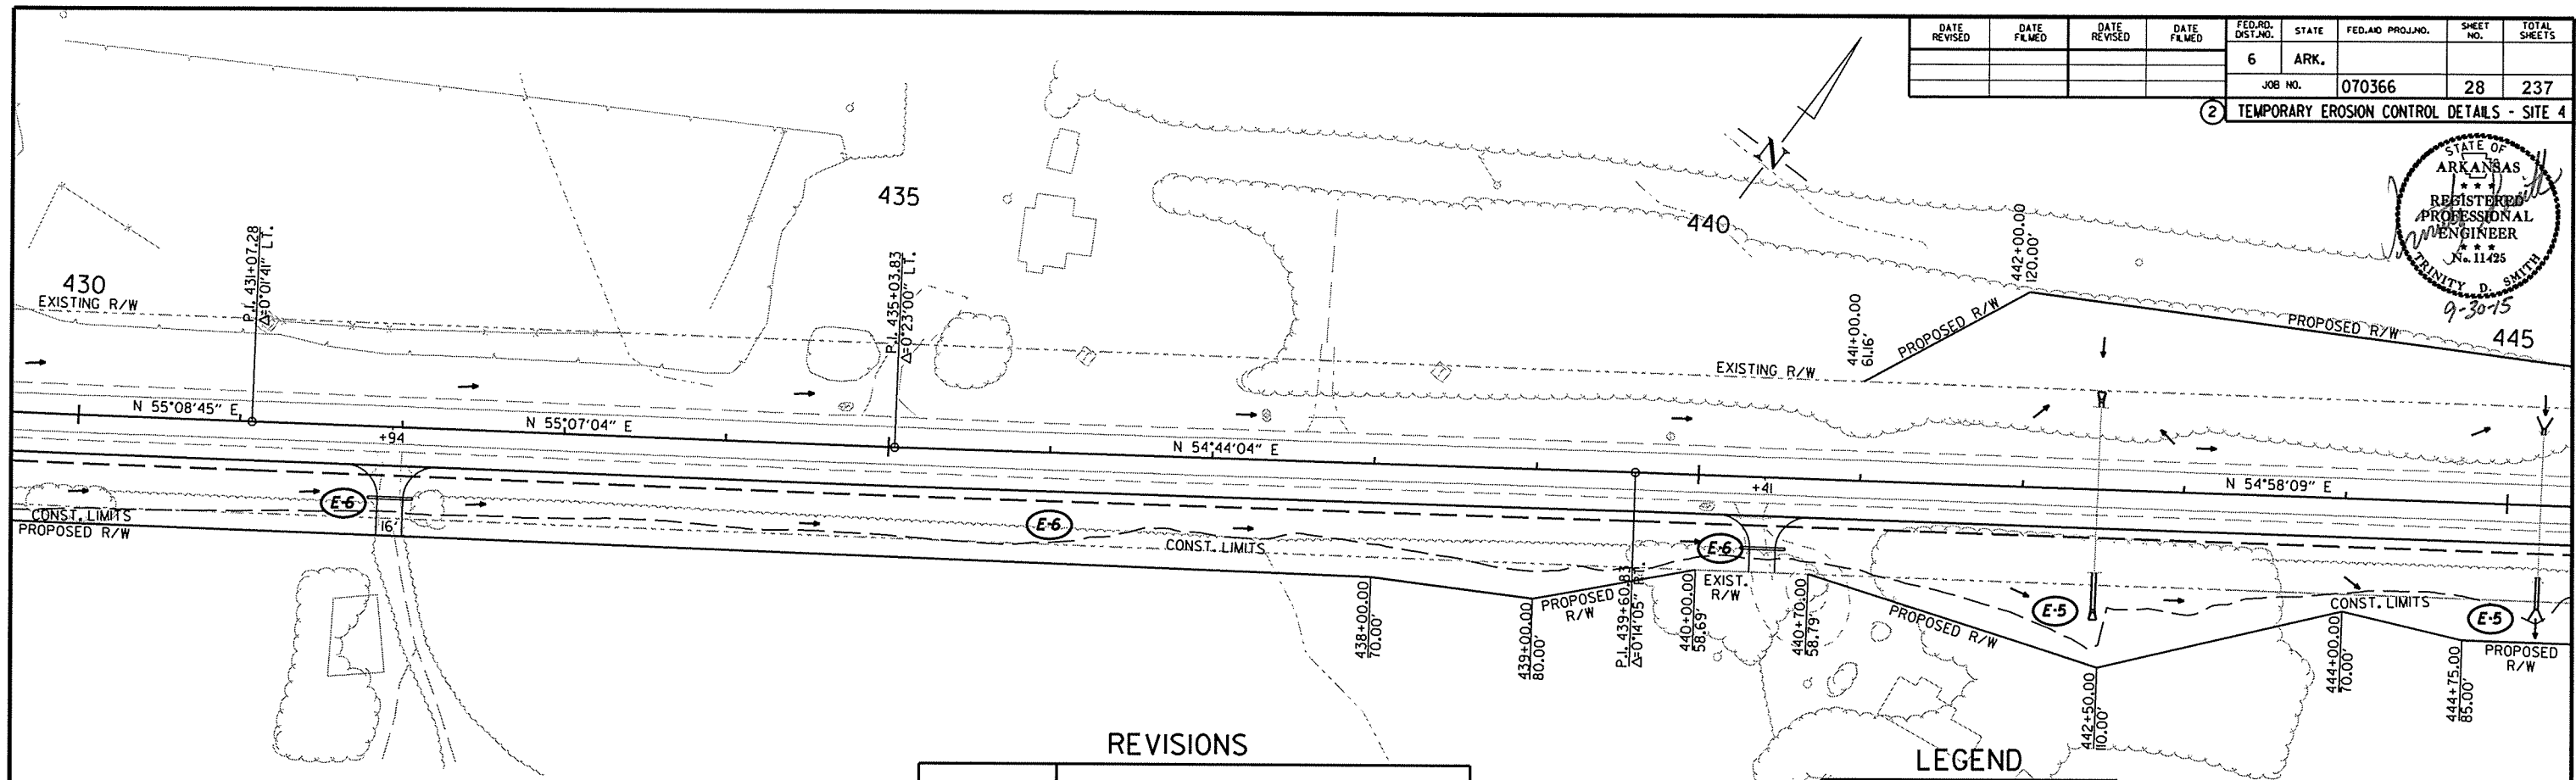 DATE REVISED
DATE FILMED
DATE REVISED
DATE FILMED
FED.RD. DIST.NO.
STATE
FED.AID PROJ.NO.
SHEET NO.
TOTAL SHEETS
6
ARK.
JOB NO.
070366
28
237
2
TEMPORARY EROSION CONTROL DETAILS - SITE 4
STATE OF
ARKANSAS
★ ★ ★
REGISTERED
PROFESSIONAL
ENGINEER
★ ★ ★
No. 11425
TRINITY D. SMITH
9-30-15
N
430
435
440
445
EXISTING R/W
P.I. 431+07.28
Δ=0°01'41" LT.
P.I. 435+03.83
Δ=0°23'00" LT.
442+00.00
120.00'
441+00.00
61.16'
PROPOSED R/W
PROPOSED R/W
EXISTING R/W
N 55°08'45" E
+94
N 55°07'04" E
N 54°44'04" E
+41
N 54°58'09" E
E-6
16'
E-6
E-6
E-5
E-5
CONST. LIMITS
PROPOSED R/W
CONST. LIMITS
CONST. LIMITS
438+00.00
70.00'
439+00.00
80.00'
PROPOSED
R/W
P.I. 439+60.83
Δ=0°14'05" RT.
440+00.00
58.69'
EXIST.
R/W
440+70.00
58.79'
PROPOSED R/W
442+50.00
110.00'
444+00.00
70.00'
444+75.00
85.00'
PROPOSED
R/W
REVISIONS
LEGEND